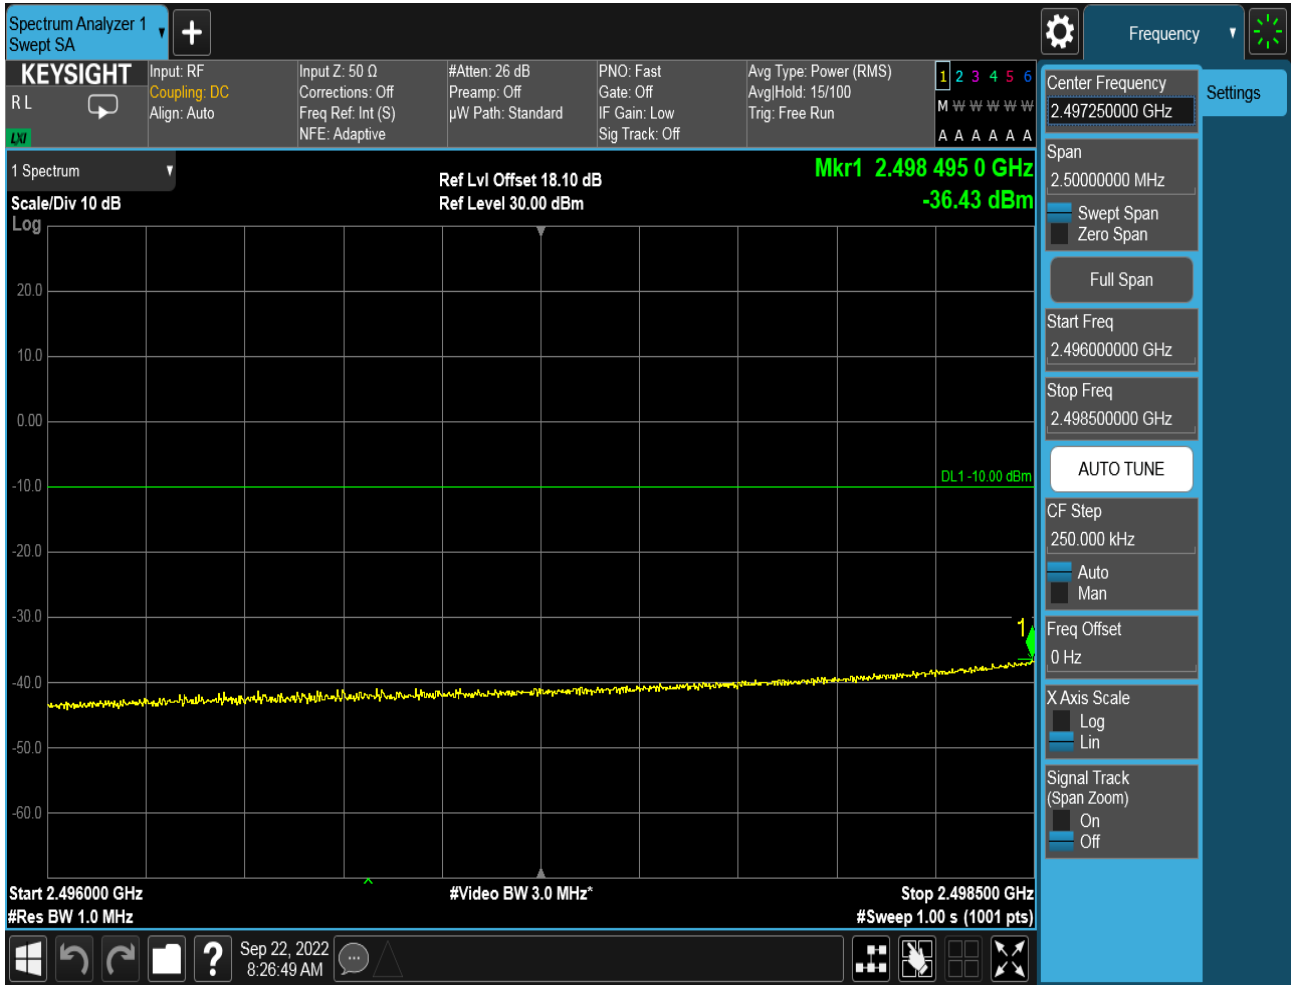 Spectrum Analyzer 1
Swept SA
Frequency
KEYSIGHT
R L
LXI
Input: RF
Coupling: DC
Align: Auto
Input Z: 50 Ω
Corrections: Off
Freq Ref: Int (S)
NFE: Adaptive
#Atten: 26 dB
Preamp: Off
µW Path: Standard
PNO: Fast
Gate: Off
IF Gain: Low
Sig Track: Off
Avg Type: Power (RMS)
Avg|Hold: 15/100
Trig: Free Run
1 2 3 4 5 6
M W W W W W
A A A A A A
1 Spectrum
Scale/Div 10 dB
Log
Ref Lvl Offset 18.10 dB
Ref Level 30.00 dBm
Mkr1 2.498 495 0 GHz
-36.43 dBm
20.0
10.0
0.00
-10.0
-20.0
-30.0
-40.0
-50.0
-60.0
DL1 -10.00 dBm
1
Start 2.496000 GHz
#Res BW 1.0 MHz
#Video BW 3.0 MHz*
Stop 2.498500 GHz
#Sweep 1.00 s (1001 pts)
Center Frequency
2.497250000 GHz
Settings
Span
2.50000000 MHz
Swept Span
Zero Span
Full Span
Start Freq
2.496000000 GHz
Stop Freq
2.498500000 GHz
AUTO TUNE
CF Step
250.000 kHz
Auto
Man
Freq Offset
0 Hz
X Axis Scale
Log
Lin
Signal Track
(Span Zoom)
On
Off
?
Sep 22, 2022
8:26:49 AM